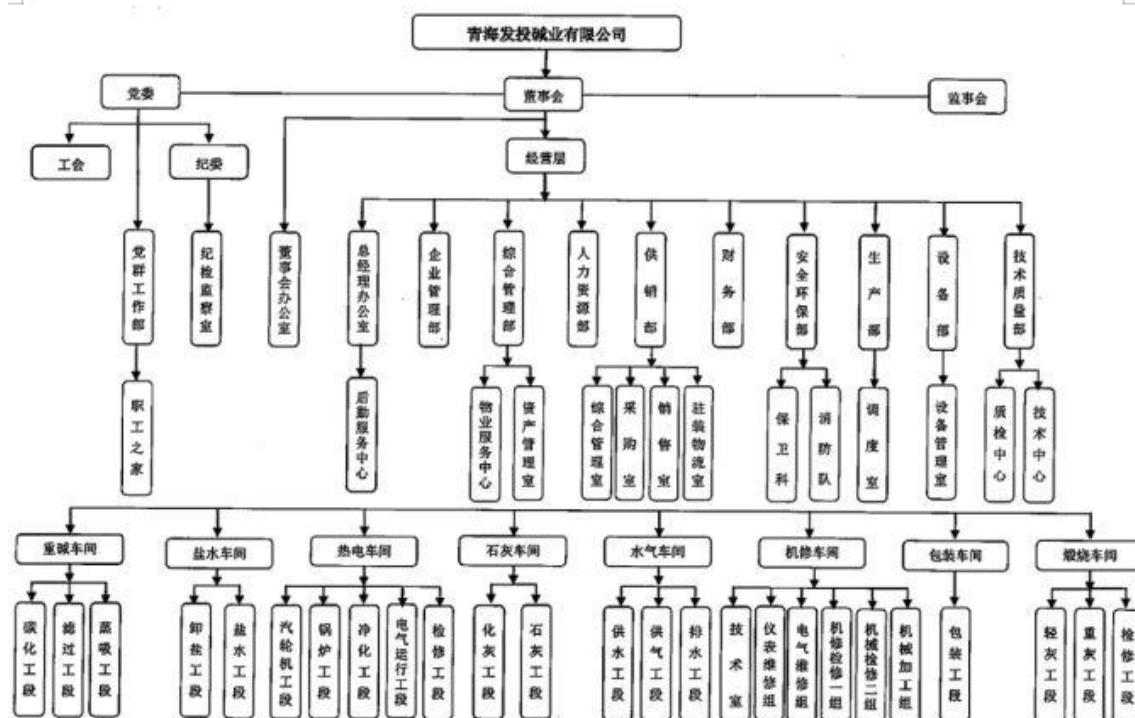 青海发投碱业有限公司
党委
董事会
监事会
工会
纪委
经营层
党群工作部
纪检监察室
董事会办公室
总经理办公室
企业管理部
综合管理部
人力资源部
供销部
财务部
安全环保部
生产部
设备部
技术质量部
职工之家
后勤服务中心
物业服务中心
资产管理室
综合管理室
采购室
销售室
驻装物流室
保卫科
消防队
调度室
设备管理室
质检中心
技术中心
重碱车间
盐水车间
热电车间
石灰车间
水气车间
机修车间
包装车间
煅烧车间
碳化工段
滤过工段
蒸吸工段
卸盐工段
盐水工段
汽轮机工段
锅炉工段
净化工段
电气运行工段
检修工段
化灰工段
石灰工段
供水工段
供气工段
排水工段
技术室
仪表维修组
电气维修组
机修检修一组
机械检修二组
机械加工组
包装工段
轻灰工段
重灰工段
检修工段